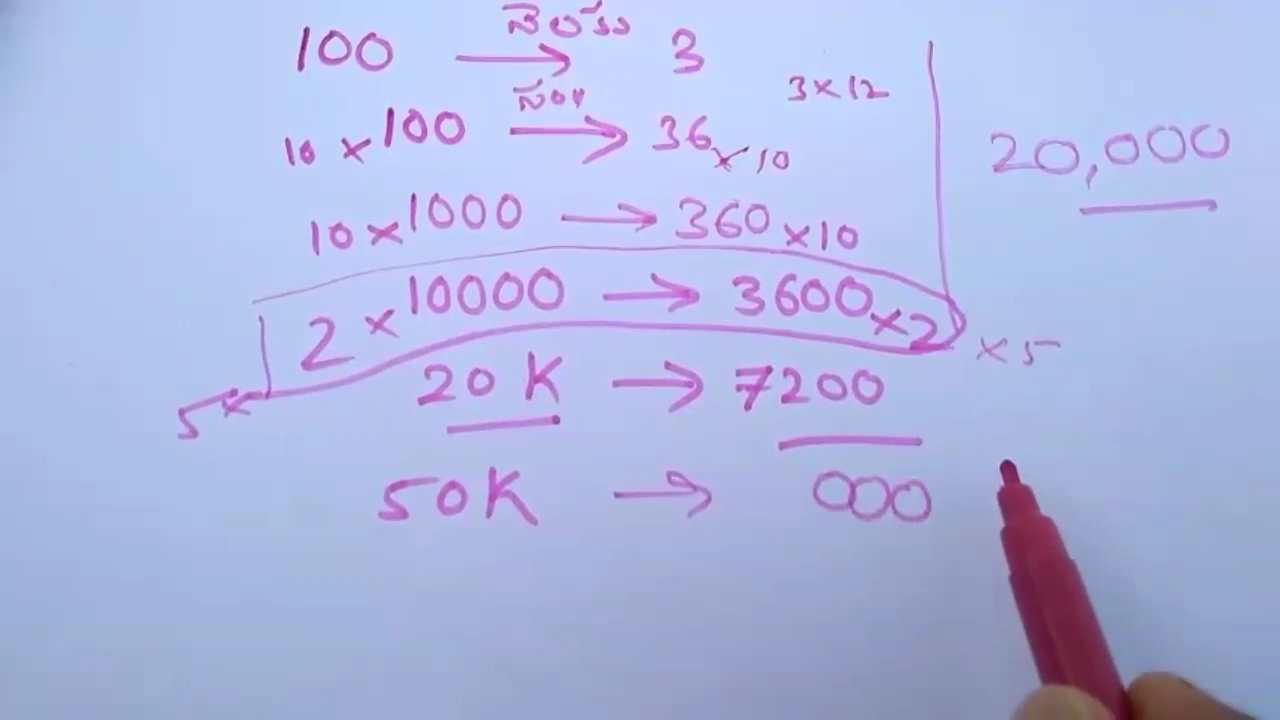 100 → 3
3 x 12
10 x 100 → 36 x 10
20,000
10 x 1000 → 360 x 10
2 x 10000 → 3600 x 2
5 x
x 5
20 K → 7200
50K → 000